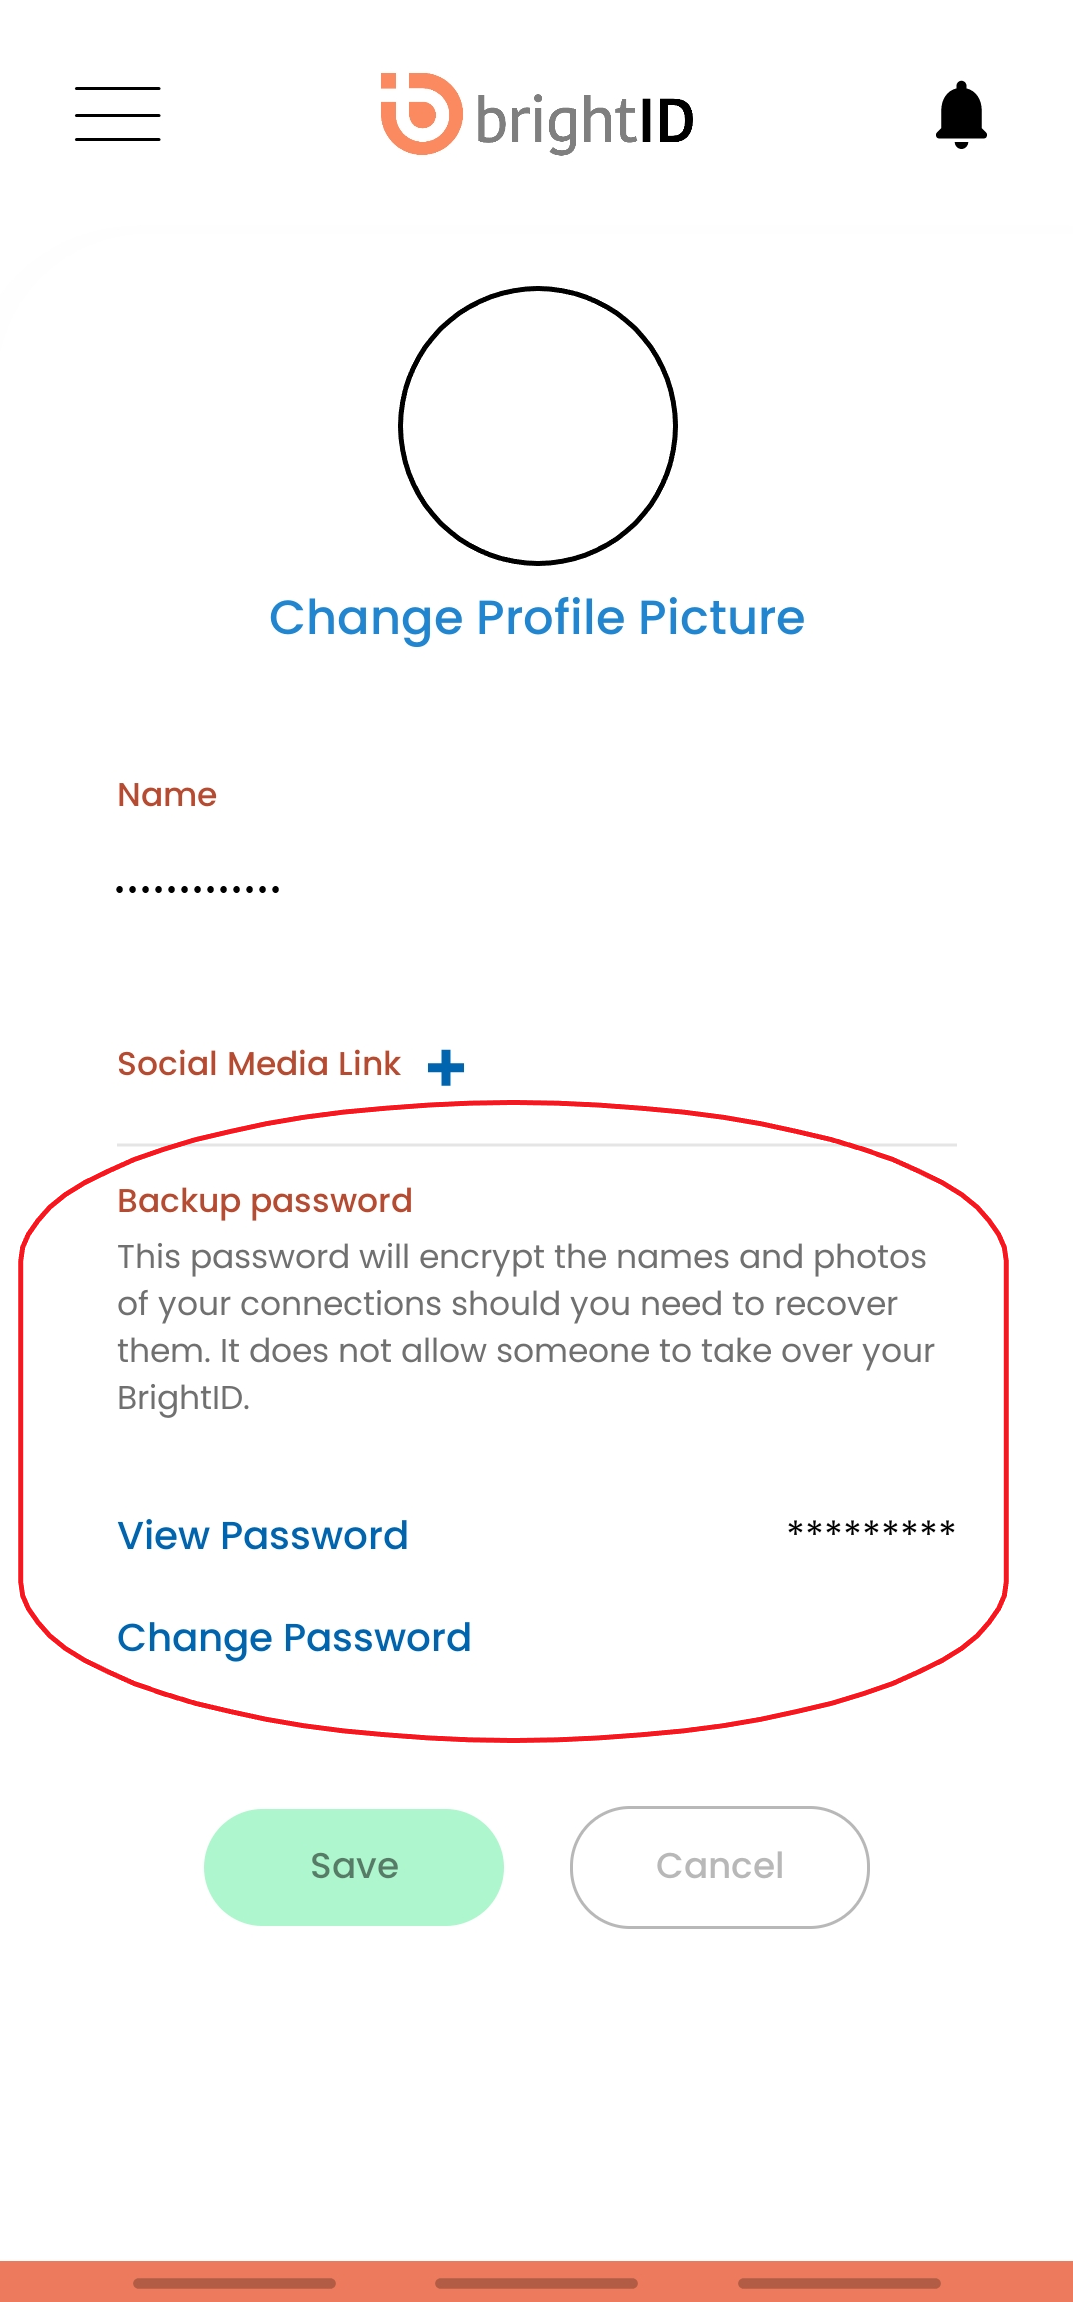 brightID
Change Profile Picture
Name
•••••••••••••
Social Media Link +
Backup password
This password will encrypt the names and photos
of your connections should you need to recover
them. It does not allow someone to take over your
BrightID.
View Password *********
Change Password
Save Cancel